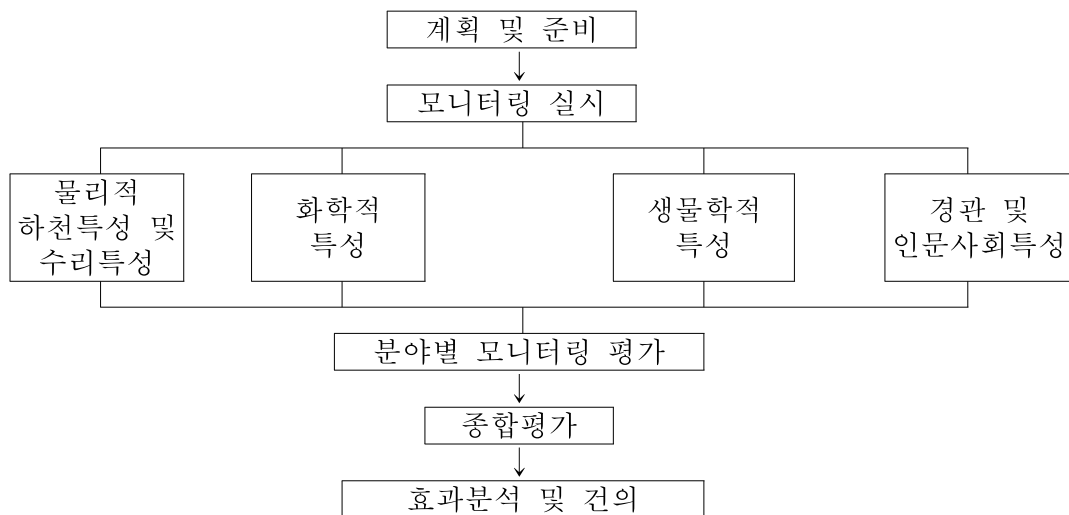 계획 및 준비
모니터링 실시
물리적
하천특성 및
수리특성
화학적
특성
생물학적
특성
경관 및
인문사회특성
분야별 모니터링 평가
종합평가
효과분석 및 건의